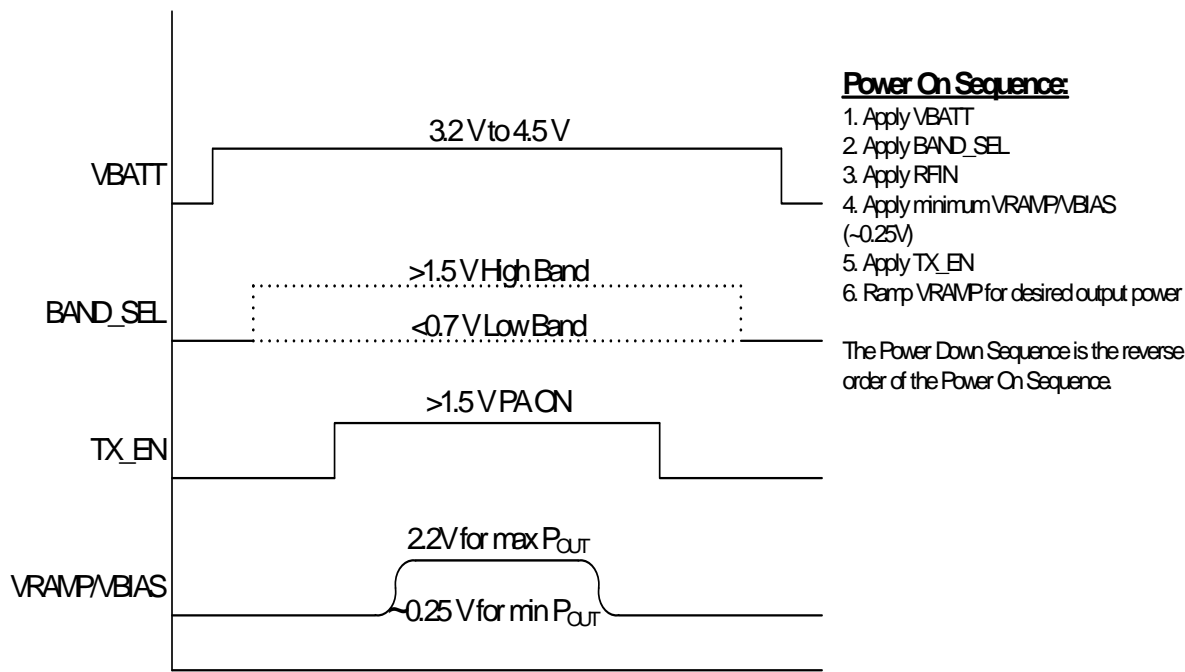 Power On Sequence:
1. Apply VBATT
2. Apply BAND_SEL
3. Apply RFIN
4. Apply minimum VRAMP/VBIAS
(~0.25V)
5. Apply TX_EN
6. Ramp VRAMP for desired output power
The Power Down Sequence is the reverse
order of the Power On Sequence.
VBATT
3.2 V to 4.5 V
BAND_SEL
>1.5 V High Band
<0.7 V Low Band
TX_EN
>1.5 V PA ON
VRAMP/VBIAS
2.2V for max POUT
~0.25 V for min POUT